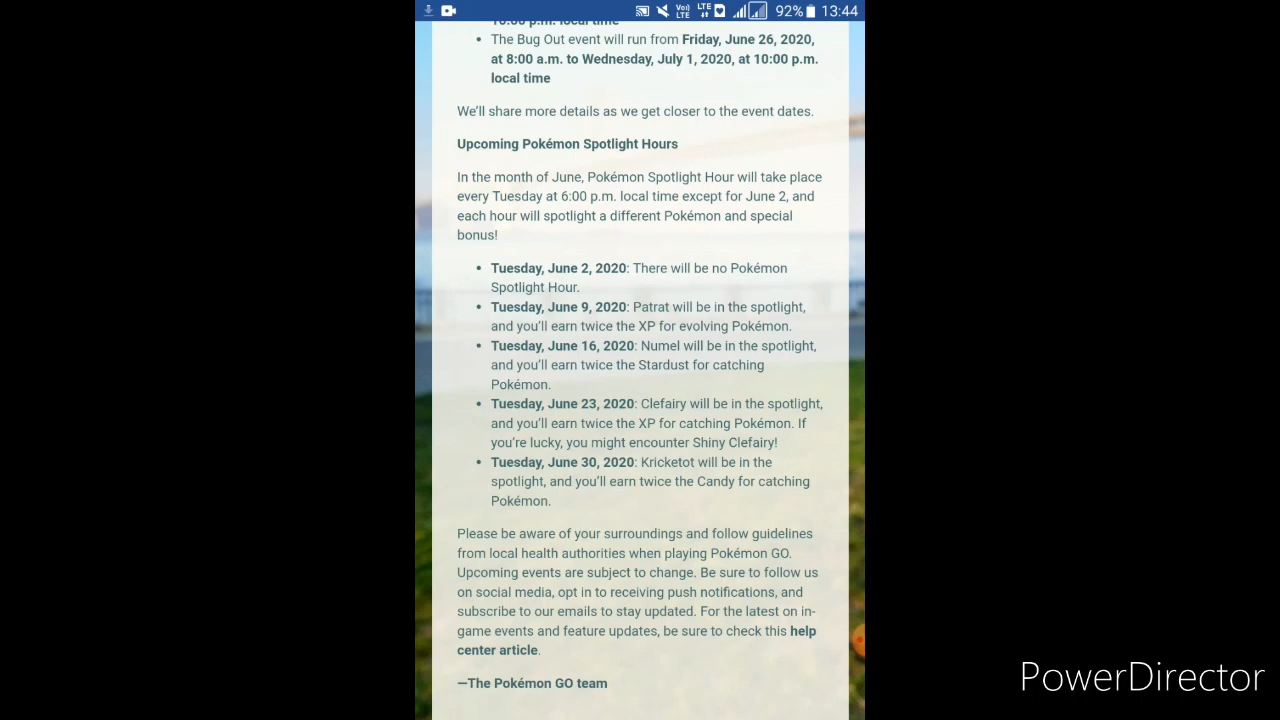 Vo)) LTE LTE 92% 13:44
10:00 p.m. local time
• The Bug Out event will run from Friday, June 26, 2020,
at 8:00 a.m. to Wednesday, July 1, 2020, at 10:00 p.m.
local time
We'll share more details as we get closer to the event dates.
Upcoming Pokémon Spotlight Hours
In the month of June, Pokémon Spotlight Hour will take place
every Tuesday at 6:00 p.m. local time except for June 2, and
each hour will spotlight a different Pokémon and special
bonus!
• Tuesday, June 2, 2020: There will be no Pokémon
Spotlight Hour.
• Tuesday, June 9, 2020: Patrat will be in the spotlight,
and you'll earn twice the XP for evolving Pokémon.
• Tuesday, June 16, 2020: Numel will be in the spotlight,
and you'll earn twice the Stardust for catching
Pokémon.
• Tuesday, June 23, 2020: Clefairy will be in the spotlight,
and you'll earn twice the XP for catching Pokémon. If
you're lucky, you might encounter Shiny Clefairy!
• Tuesday, June 30, 2020: Kricketot will be in the
spotlight, and you'll earn twice the Candy for catching
Pokémon.
Please be aware of your surroundings and follow guidelines
from local health authorities when playing Pokémon GO.
Upcoming events are subject to change. Be sure to follow us
on social media, opt in to receiving push notifications, and
subscribe to our emails to stay updated. For the latest on in-
game events and feature updates, be sure to check this help
center article.
—The Pokémon GO team
PowerDirector